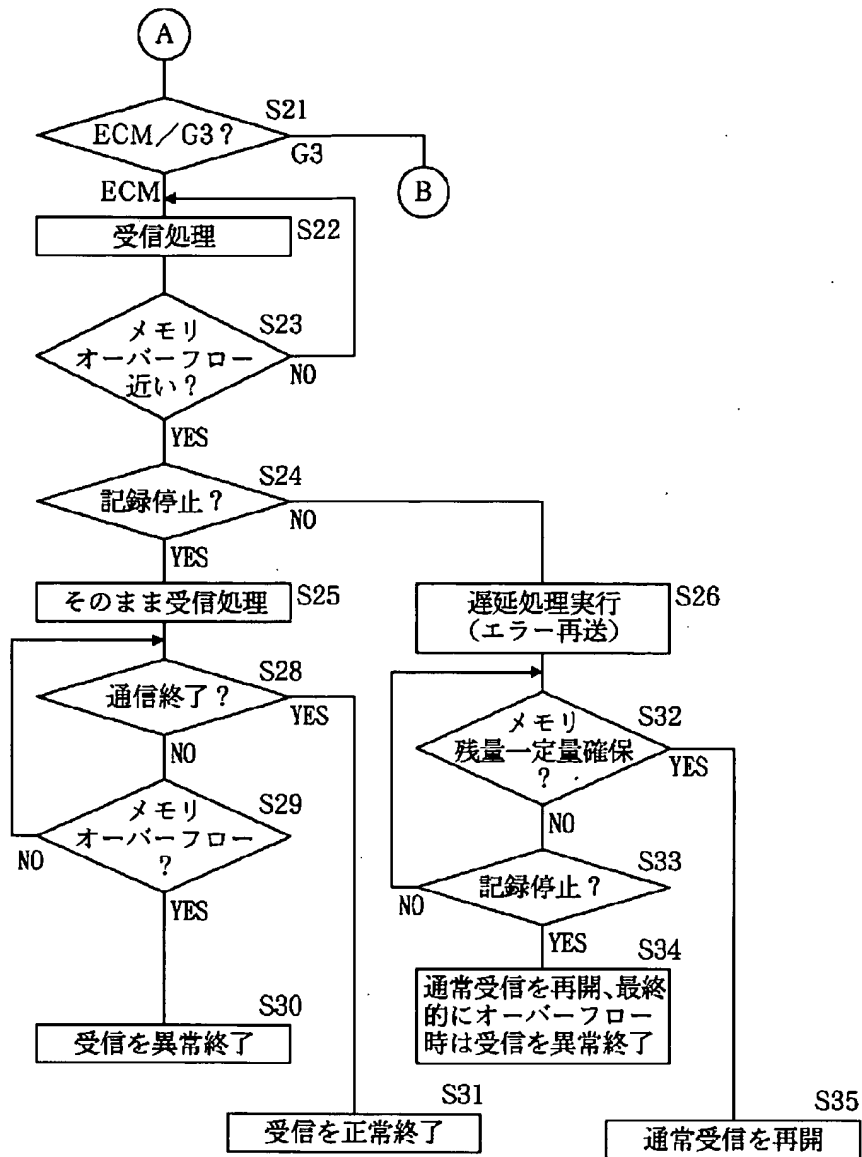 A
S21
ECM/G3?
G3
B
ECM
受信処理
S22
S23
メモリ
オーバーフロー
近い?
NO
YES
S24
記録停止?
NO
YES
そのまま受信処理
S25
遅延処理実行
(エラー再送)
S26
S28
通信終了?
YES
NO
S32
メモリ
残量一定量確保
?
YES
NO
S29
メモリ
オーバーフロー
?
NO
YES
S33
記録停止?
NO
YES
S34
通常受信を再開、最終
的にオーバーフロー
時は受信を異常終了
S30
受信を異常終了
S31
受信を正常終了
S35
通常受信を再開